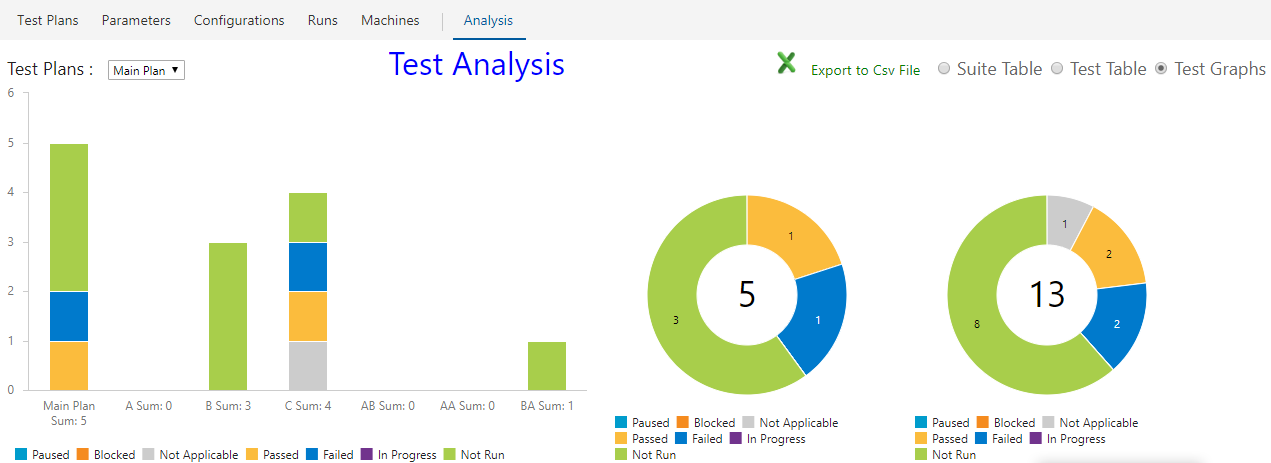 Test Plans Parameters Configurations Runs Machines Analysis
Test Plans : Main Plan Test Analysis Export to Csv File Suite Table Test Table Test Graphs
6
5
4
3
2
1
0
Main Plan Sum: 5 A Sum: 0 B Sum: 3 C Sum: 4 AB Sum: 0 AA Sum: 0 BA Sum: 1
Paused Blocked Not Applicable Passed Failed In Progress Not Run
1
5
3
1
Paused Blocked Not Applicable
Passed Failed In Progress
Not Run
1
2
13
8
2
Paused Blocked Not Applicable
Passed Failed In Progress
Not Run